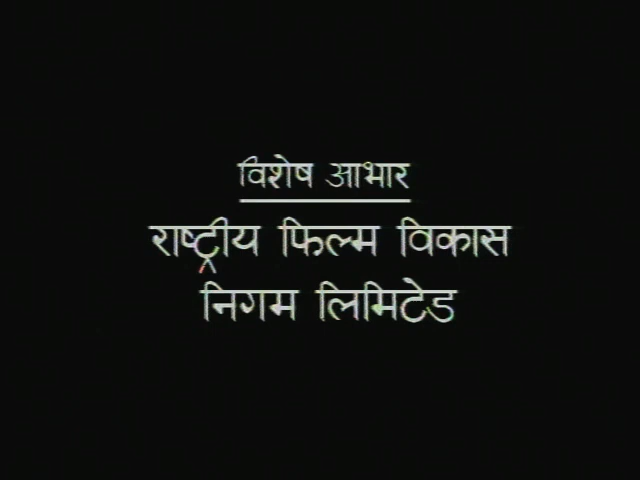 विशेष आभार
राष्ट्रीय फिल्म विकास
निगम लिमिटेड